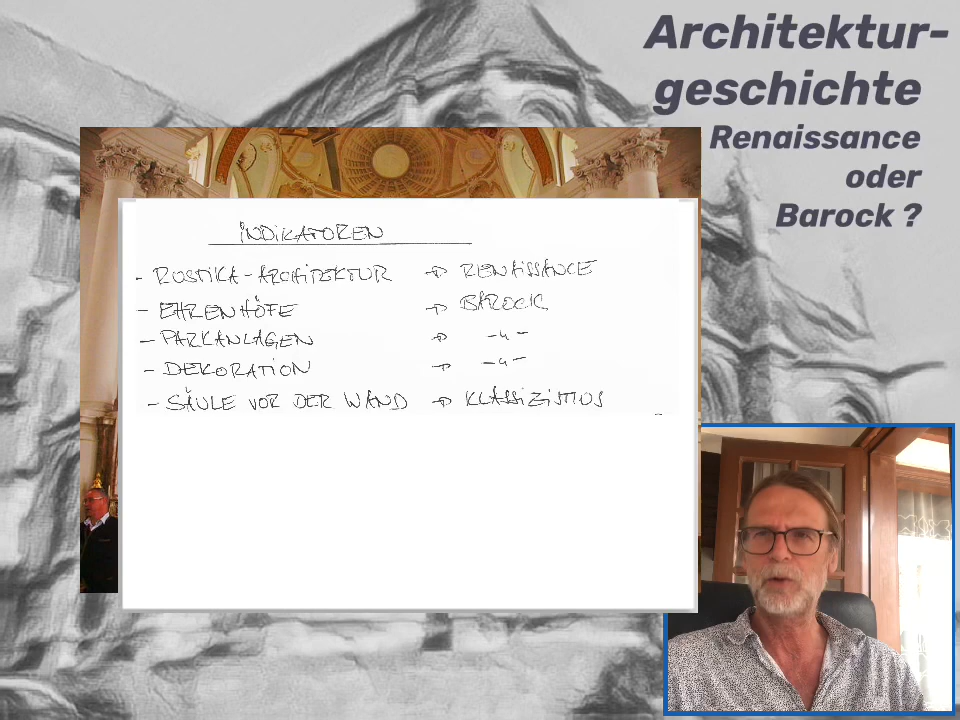 Architektur-
geschichte
Renaissance
oder
Barock ?
INDIKATOREN
- RUSTIKA-ARCHITEKTUR → RENAISSANCE
- EHRENHÖFE → BAROCK
- PARKANLAGEN → -"-
- DEKORATION → -"-
- SÄULE VOR DER WAND → KLASSIZISMUS